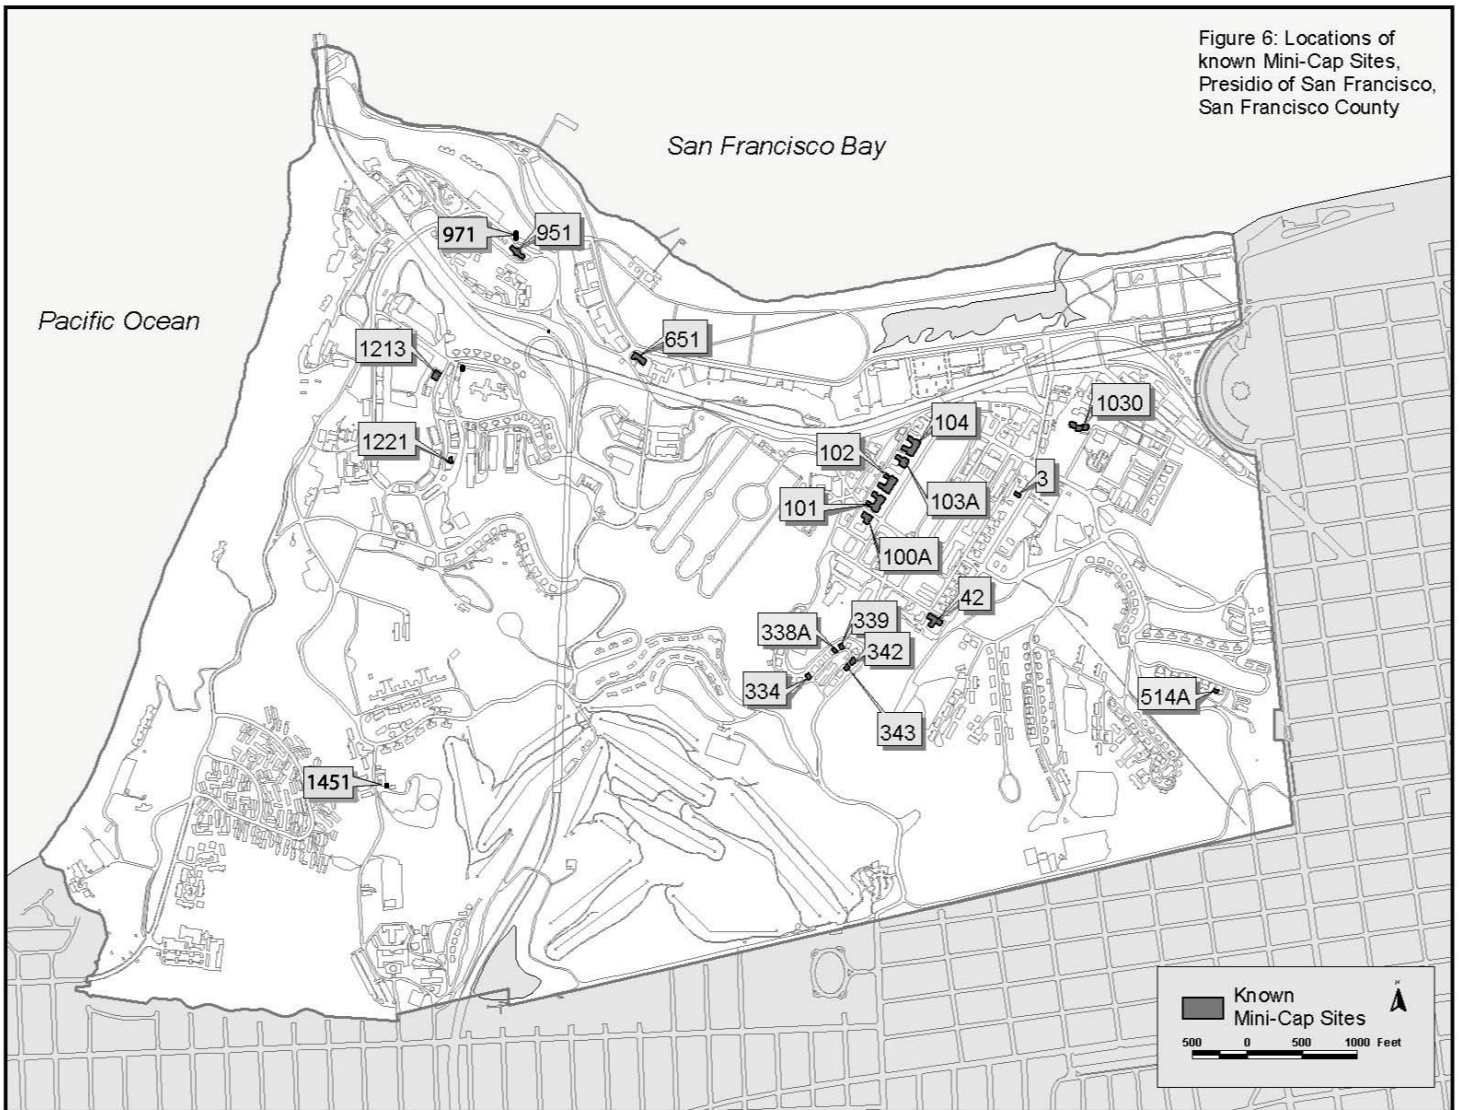 Figure 6: Locations of
known Mini-Cap Sites,
Presidio of San Francisco,
San Francisco County
San Francisco Bay
Pacific Ocean
971
951
651
1213
1221
104
1030
102
3
101
103A
100A
42
339
338A
342
334
343
514A
1451
Known
Mini-Cap Sites
N
500 0 500 1000 Feet